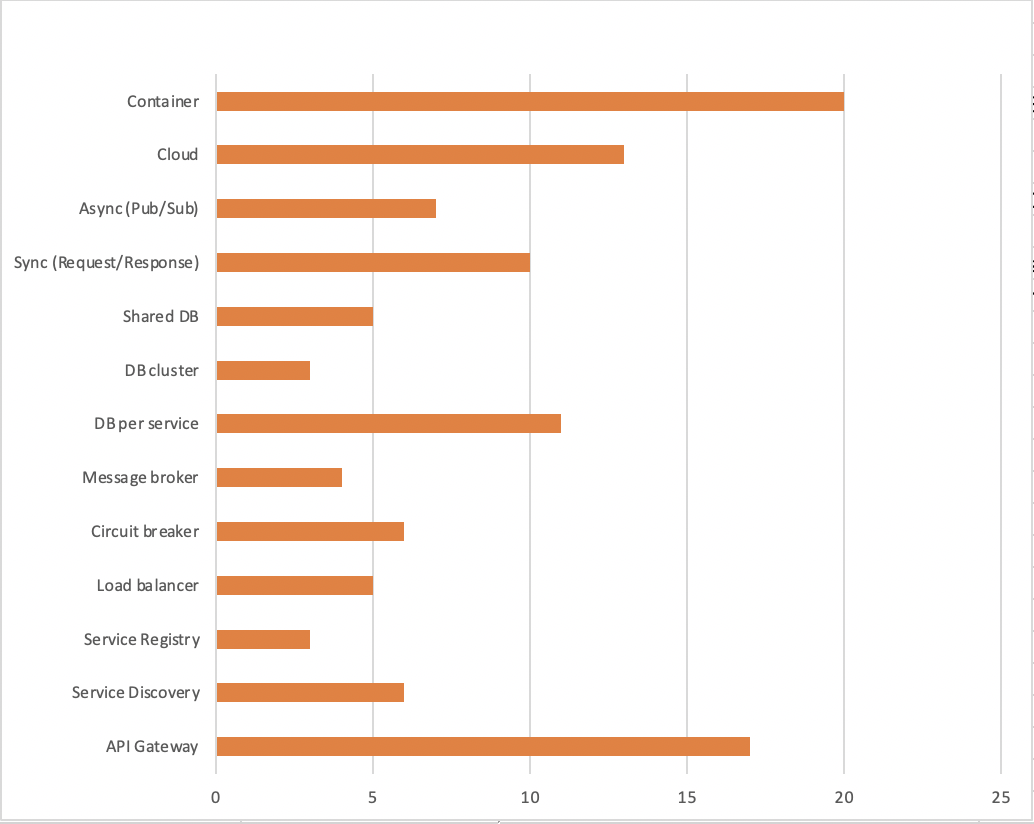 Container
Cloud
Async (Pub/Sub)
Sync (Request/Response)
Shared DB
DB cluster
DB per service
Message broker
Circuit breaker
Load balancer
Service Registry
Service Discovery
API Gateway
0 5 10 15 20 25